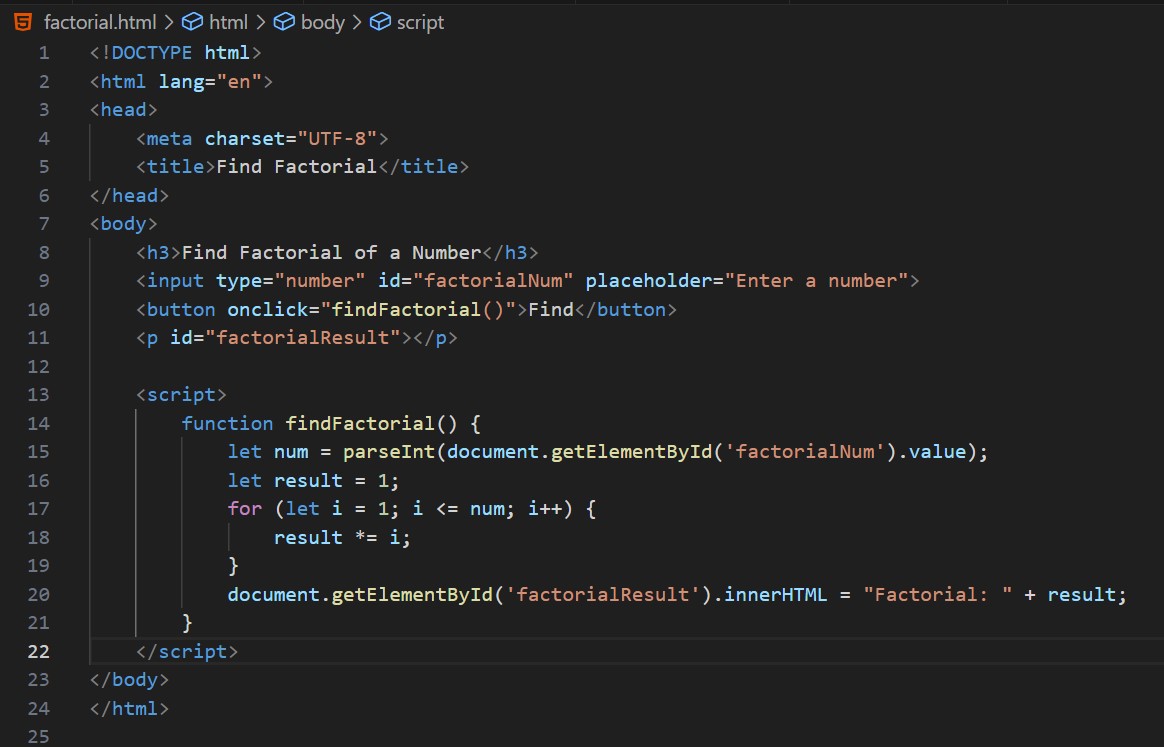 factorial.html > html > body > script
1 <!DOCTYPE html>
2 <html lang="en">
3 <head>
4     <meta charset="UTF-8">
5     <title>Find Factorial</title>
6 </head>
7 <body>
8     <h3>Find Factorial of a Number</h3>
9     <input type="number" id="factorialNum" placeholder="Enter a number">
10     <button onclick="findFactorial()">Find</button>
11     <p id="factorialResult"></p>
12
13     <script>
14         function findFactorial() {
15             let num = parseInt(document.getElementById('factorialNum').value);
16             let result = 1;
17             for (let i = 1; i <= num; i++) {
18                 result *= i;
19             }
20             document.getElementById('factorialResult').innerHTML = "Factorial: " + result;
21         }
22     </script>
23 </body>
24 </html>
25